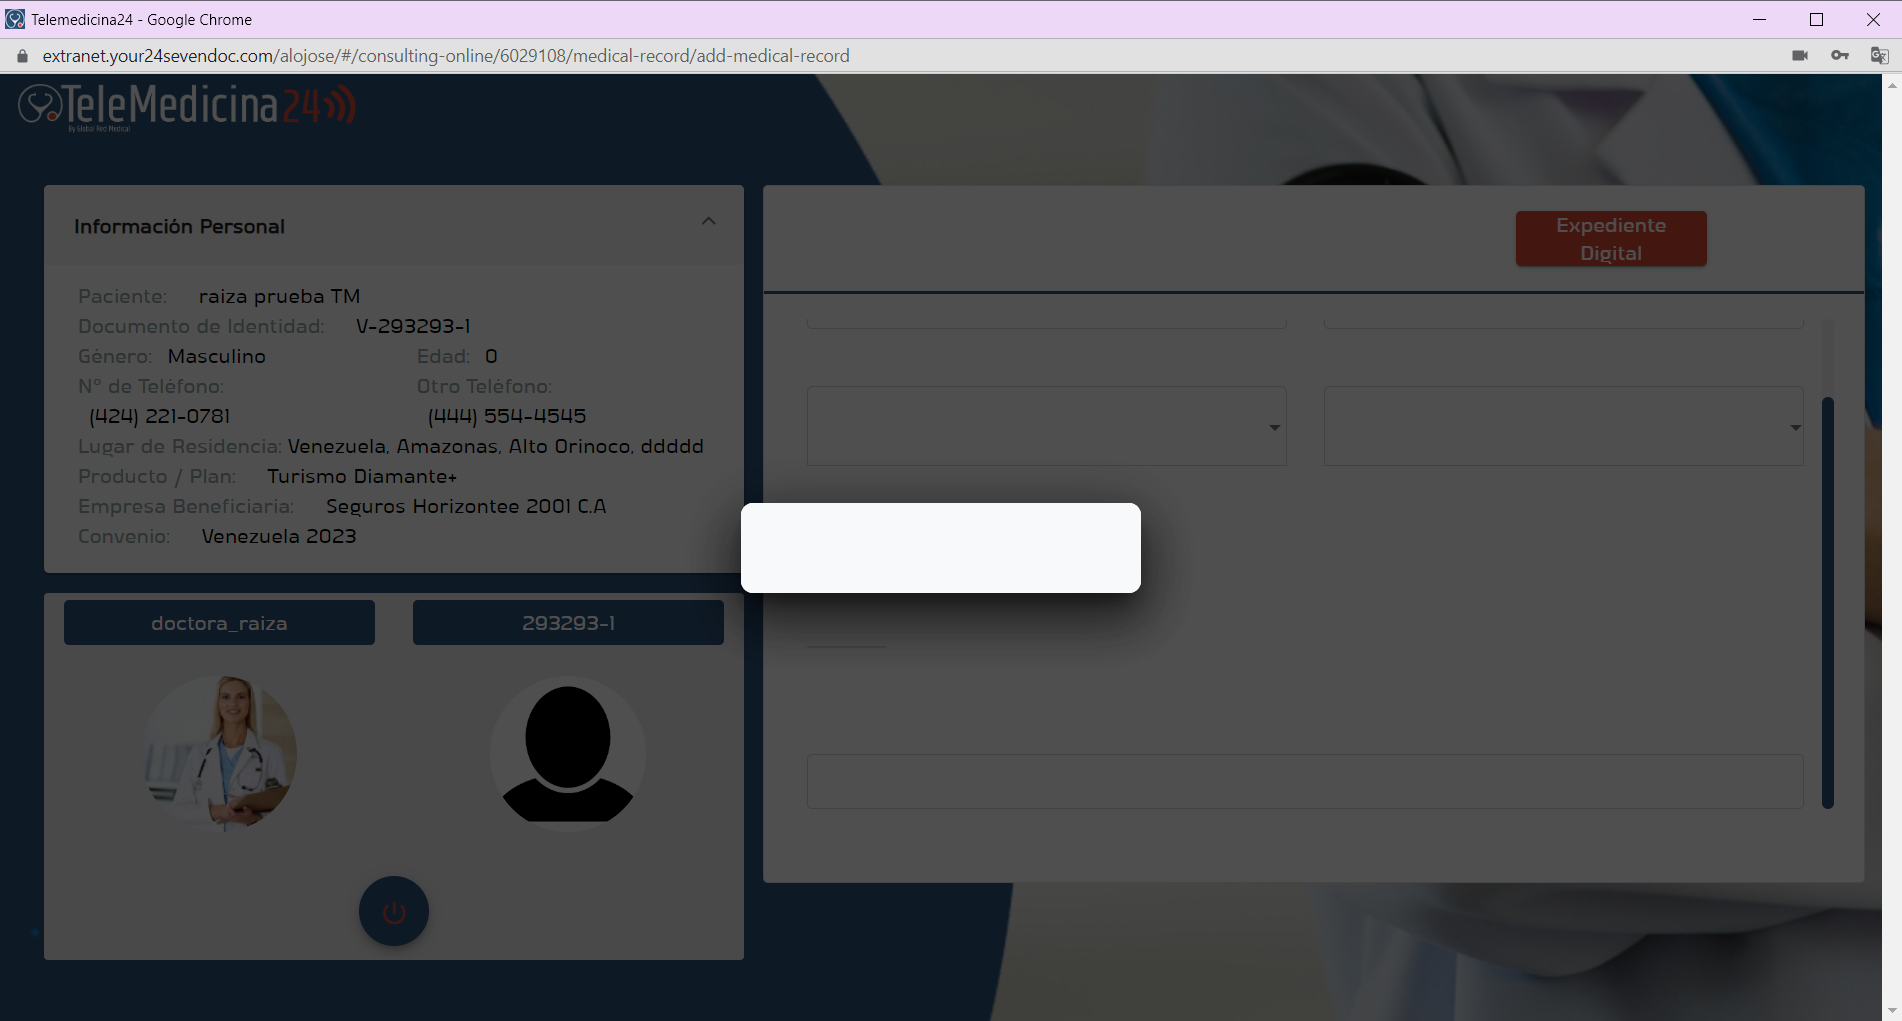 Telemedicina24 - Google Chrome
extranet.your24sevendoc.com/alojose/#/consulting-online/6029108/medical-record/add-medical-record
TeleMedicina24
By Global Red Medical
Información Personal
Expediente
Digital
Paciente: raiza prueba TM
Documento de Identidad: V-293293-1
Género: Masculino Edad: 0
N° de Teléfono: Otro Teléfono:
(424) 221-0781 (444) 554-4545
Lugar de Residencia: Venezuela, Amazonas, Alto Orinoco, ddddd
Producto / Plan: Turismo Diamante+
Empresa Beneficiaria: Seguros Horizontee 2001 C.A
Convenio: Venezuela 2023
doctora_raiza 293293-1